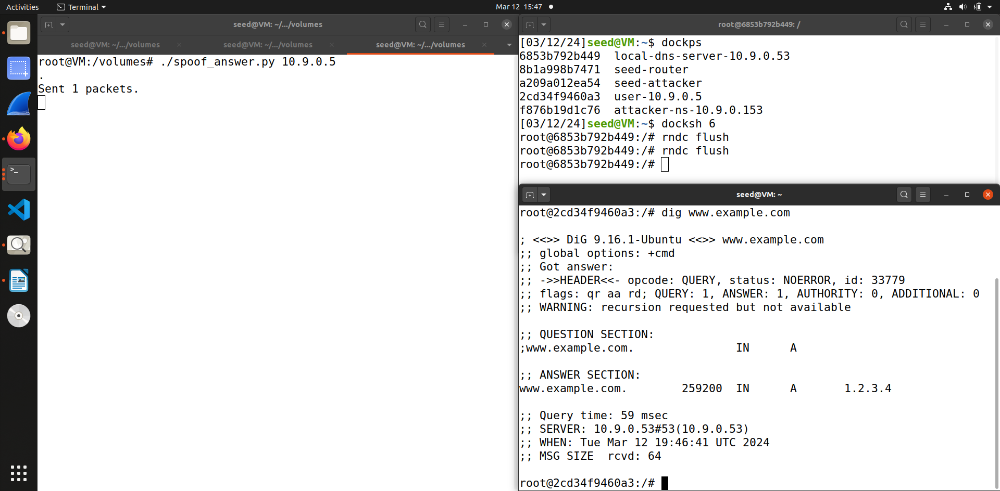 Activities
Terminal
Mar 12 15:47
seed@VM: ~/.../volumes
seed@VM: ~/.../volumes
seed@VM: ~/.../volumes
seed@VM: ~/.../volumes
root@VM:/volumes# ./spoof_answer.py 10.9.0.5
.
Sent 1 packets.
root@6853b792b449: /
[03/12/24]seed@VM:~$ dockps
6853b792b449  local-dns-server-10.9.0.53
8b1a998b7471  seed-router
a209a012ea54  seed-attacker
2cd34f9460a3  user-10.9.0.5
f876b19d1c76  attacker-ns-10.9.0.153
[03/12/24]seed@VM:~$ docksh 6
root@6853b792b449:/# rndc flush
root@6853b792b449:/# rndc flush
root@6853b792b449:/#
seed@VM: ~
root@2cd34f9460a3:/# dig www.example.com
; <<>> DiG 9.16.1-Ubuntu <<>> www.example.com
;; global options: +cmd
;; Got answer:
;; ->>HEADER<<- opcode: QUERY, status: NOERROR, id: 33779
;; flags: qr aa rd; QUERY: 1, ANSWER: 1, AUTHORITY: 0, ADDITIONAL: 0
;; WARNING: recursion requested but not available
;; QUESTION SECTION:
;www.example.com.               IN      A
;; ANSWER SECTION:
www.example.com.        259200  IN      A       1.2.3.4
;; Query time: 59 msec
;; SERVER: 10.9.0.53#53(10.9.0.53)
;; WHEN: Tue Mar 12 19:46:41 UTC 2024
;; MSG SIZE  rcvd: 64
root@2cd34f9460a3:/#